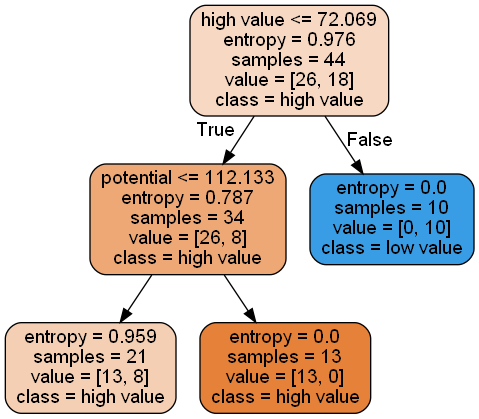 high value <= 72.069
entropy = 0.976
samples = 44
value = [26, 18]
class = high value
True
False
potential <= 112.133
entropy = 0.787
samples = 34
value = [26, 8]
class = high value
entropy = 0.0
samples = 10
value = [0, 10]
class = low value
entropy = 0.959
samples = 21
value = [13, 8]
class = high value
entropy = 0.0
samples = 13
value = [13, 0]
class = high value